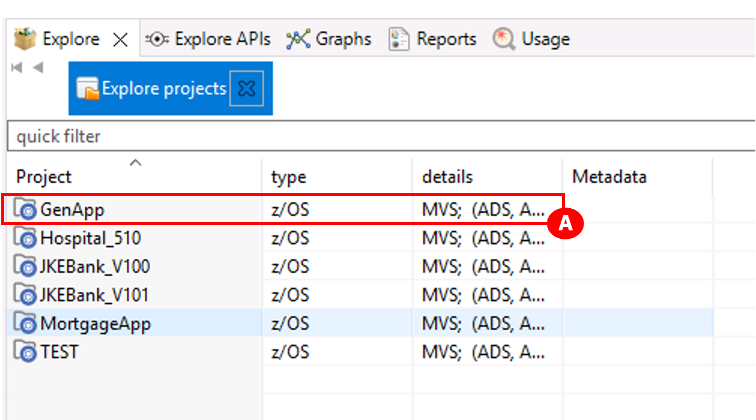 Explore Explore APIs Graphs Reports Usage
Explore projects
quick filter
Project type details Metadata
GenApp z/OS MVS; (ADS, A...
A
Hospital_510 z/OS MVS; (ADS, A...
JKEBank_V100 z/OS MVS; (ADS, A...
JKEBank_V101 z/OS MVS; (ADS, A...
MortgageApp z/OS MVS; (ADS, A...
TEST z/OS MVS; (ADS, A...